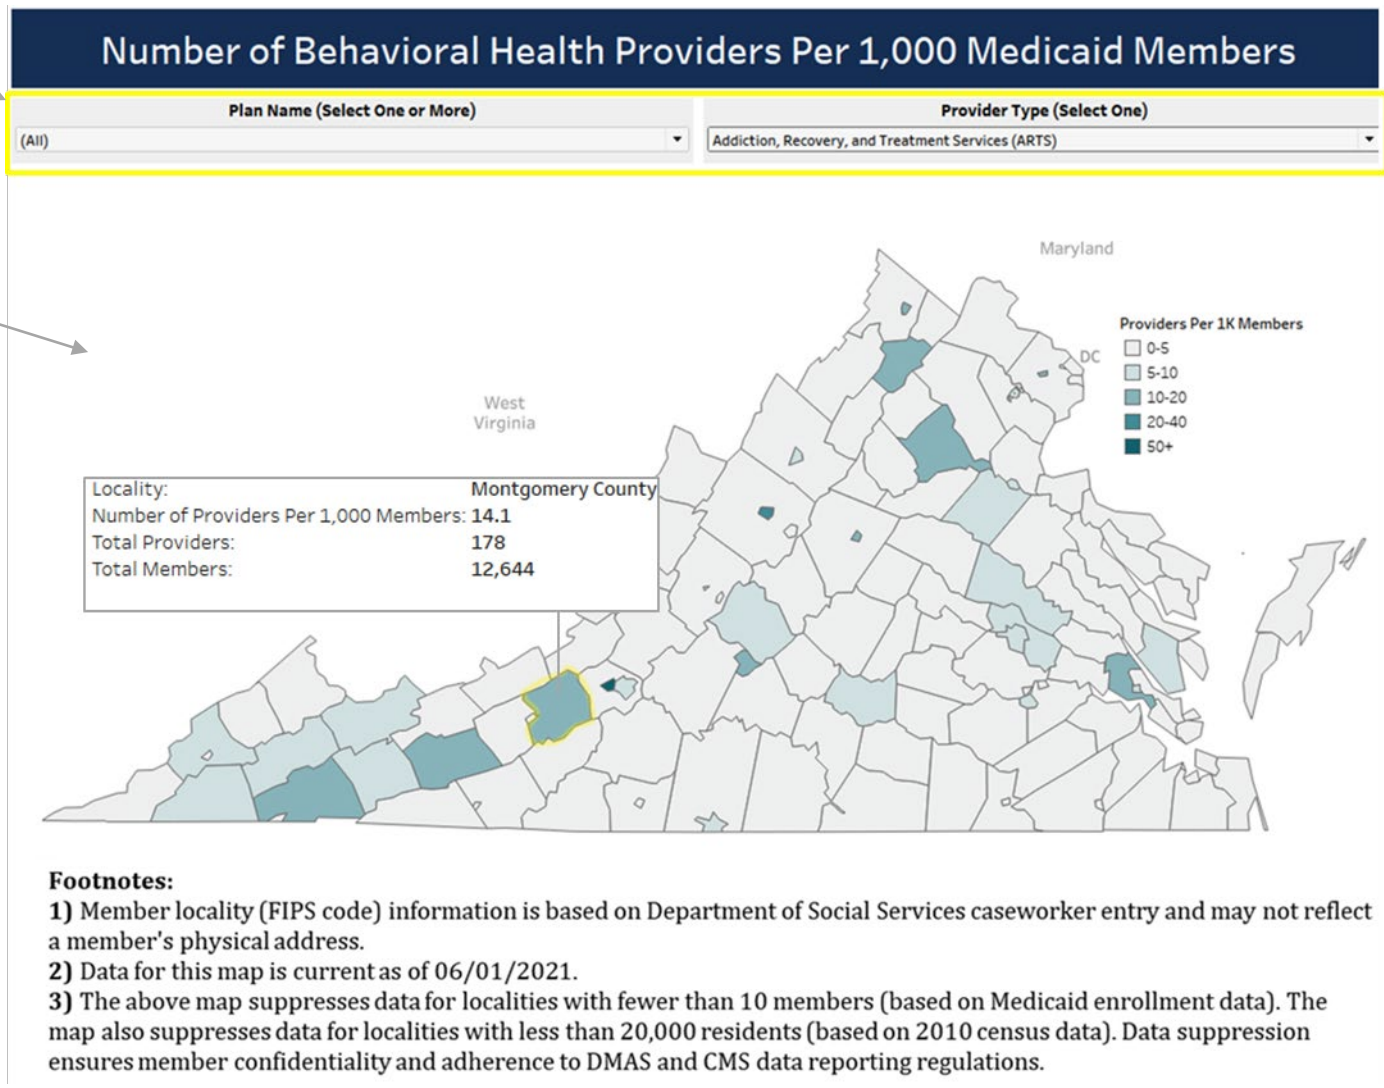 Number of Behavioral Health Providers Per 1,000 Medicaid Members
Plan Name (Select One or More)
Provider Type (Select One)
(All)
Addiction, Recovery, and Treatment Services (ARTS)
Maryland
Providers Per 1K Members
0-5
DC
5-10
10-20
20-40
50+
West
Virginia
Locality: Montgomery County
Number of Providers Per 1,000 Members: 14.1
Total Providers: 178
Total Members: 12,644
Footnotes:
1) Member locality (FIPS code) information is based on Department of Social Services caseworker entry and may not reflect
a member's physical address.
2) Data for this map is current as of 06/01/2021.
3) The above map suppresses data for localities with fewer than 10 members (based on Medicaid enrollment data). The
map also suppresses data for localities with less than 20,000 residents (based on 2010 census data). Data suppression
ensures member confidentiality and adherence to DMAS and CMS data reporting regulations.